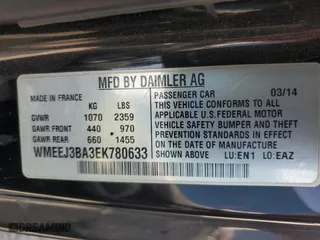 MFD BY DAIMLER AG
MADE IN FRANCE
KG LBS
GVWR 1070 2359
GAWR FRONT 440 970
GAWR REAR 660 1455
PASSENGER CAR 03/14
THIS VEHICLE CONFORMS TO ALL
APPLICABLE U.S. FEDERAL MOTOR
VEHICLE SAFETY BUMPER AND
THEFT PREVENTION STANDARDS IN
EFFECT ON THE DATE OF
MANUFACTURE SHOWN ABOVE
WMEEJ3BA3EK780633
LU:EN1 LO:EAZ